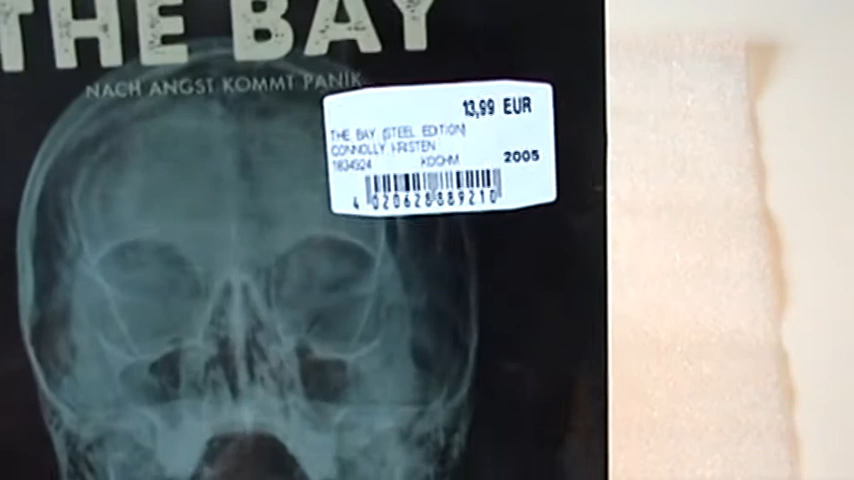 THE BAY
NACH ANGST KOMMT PANIK
13,99 EUR
THE BAY (STEEL EDITION)
CONNOLLY KRISTEN
1834924 KOCHM 2005
4 020628 889210